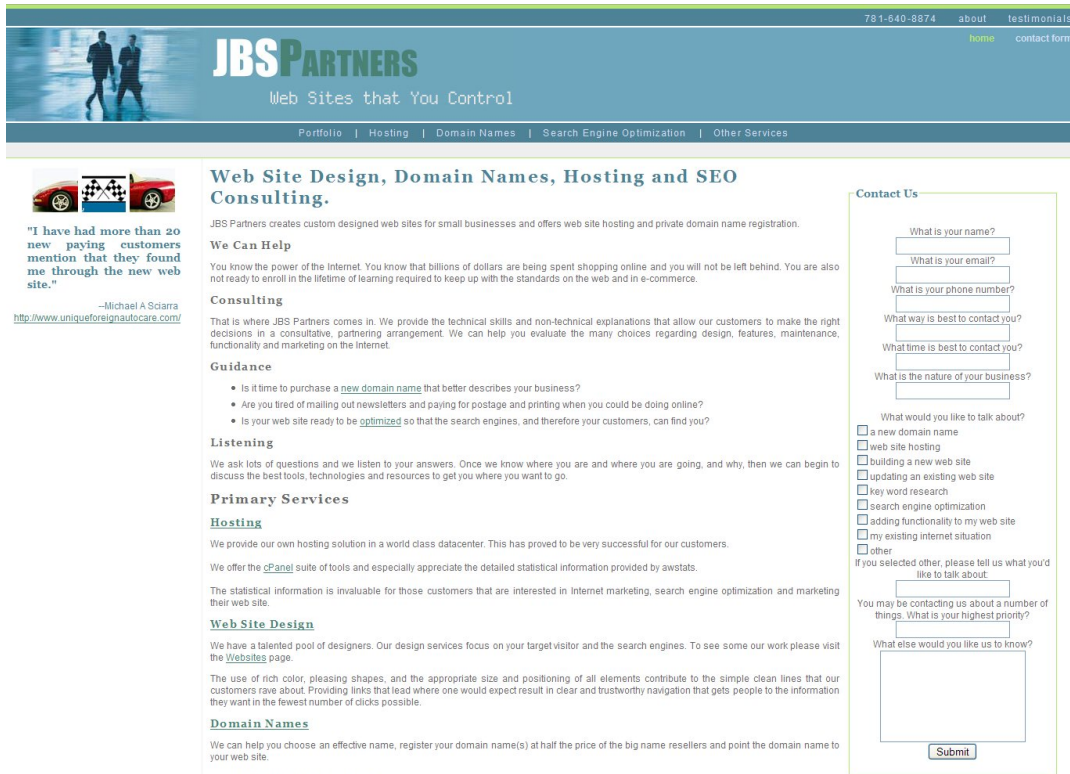 781-640-8874 about testimonials
home contact form
JBSPARTNERS
Web Sites that You Control
Portfolio | Hosting | Domain Names | Search Engine Optimization | Other Services
"I have had more than 20
new paying customers
mention that they found
me through the new web
site."
--Michael A Sciarra
http://www.uniqueforeignautocare.com/
Web Site Design, Domain Names, Hosting and SEO
Consulting.
JBS Partners creates custom designed web sites for small businesses and offers web site hosting and private domain name registration.
We Can Help
You know the power of the Internet. You know that billions of dollars are being spent shopping online and you will not be left behind. You are also
not ready to enroll in the lifetime of learning required to keep up with the standards on the web and in e-commerce.
Consulting
That is where JBS Partners comes in. We provide the technical skills and non-technical explanations that allow our customers to make the right
decisions in a consultative, partnering arrangement. We can help you evaluate the many choices regarding design, features, maintenance,
functionality and marketing on the Internet.
Guidance
• Is it time to purchase a new domain name that better describes your business?
• Are you tired of mailing out newsletters and paying for postage and printing when you could be doing online?
• Is your web site ready to be optimized so that the search engines, and therefore your customers, can find you?
Listening
We ask lots of questions and we listen to your answers. Once we know where you are and where you are going, and why, then we can begin to
discuss the best tools, technologies and resources to get you where you want to go.
Primary Services
Hosting
We provide our own hosting solution in a world class datacenter. This has proved to be very successful for our customers.
We offer the cPanel suite of tools and especially appreciate the detailed statistical information provided by awstats.
The statistical information is invaluable for those customers that are interested in Internet marketing, search engine optimization and marketing
their web site.
Web Site Design
We have a talented pool of designers. Our design services focus on your target visitor and the search engines. To see some our work please visit
the Websites page.
The use of rich color, pleasing shapes, and the appropriate size and positioning of all elements contribute to the simple clean lines that our
customers rave about. Providing links that lead where one would expect result in clear and trustworthy navigation that gets people to the information
they want in the fewest number of clicks possible.
Domain Names
We can help you choose an effective name, register your domain name(s) at half the price of the big name resellers and point the domain name to
your web site.
Contact Us
What is your name?
What is your email?
What is your phone number?
What way is best to contact you?
What time is best to contact you?
What is the nature of your business?
What would you like to talk about?
a new domain name
web site hosting
building a new web site
updating an existing web site
key word research
search engine optimization
adding functionality to my web site
my existing internet situation
other
If you selected other, please tell us what you'd
like to talk about:
You may be contacting us about a number of
things. What is your highest priority?
What else would you like us to know?
Submit